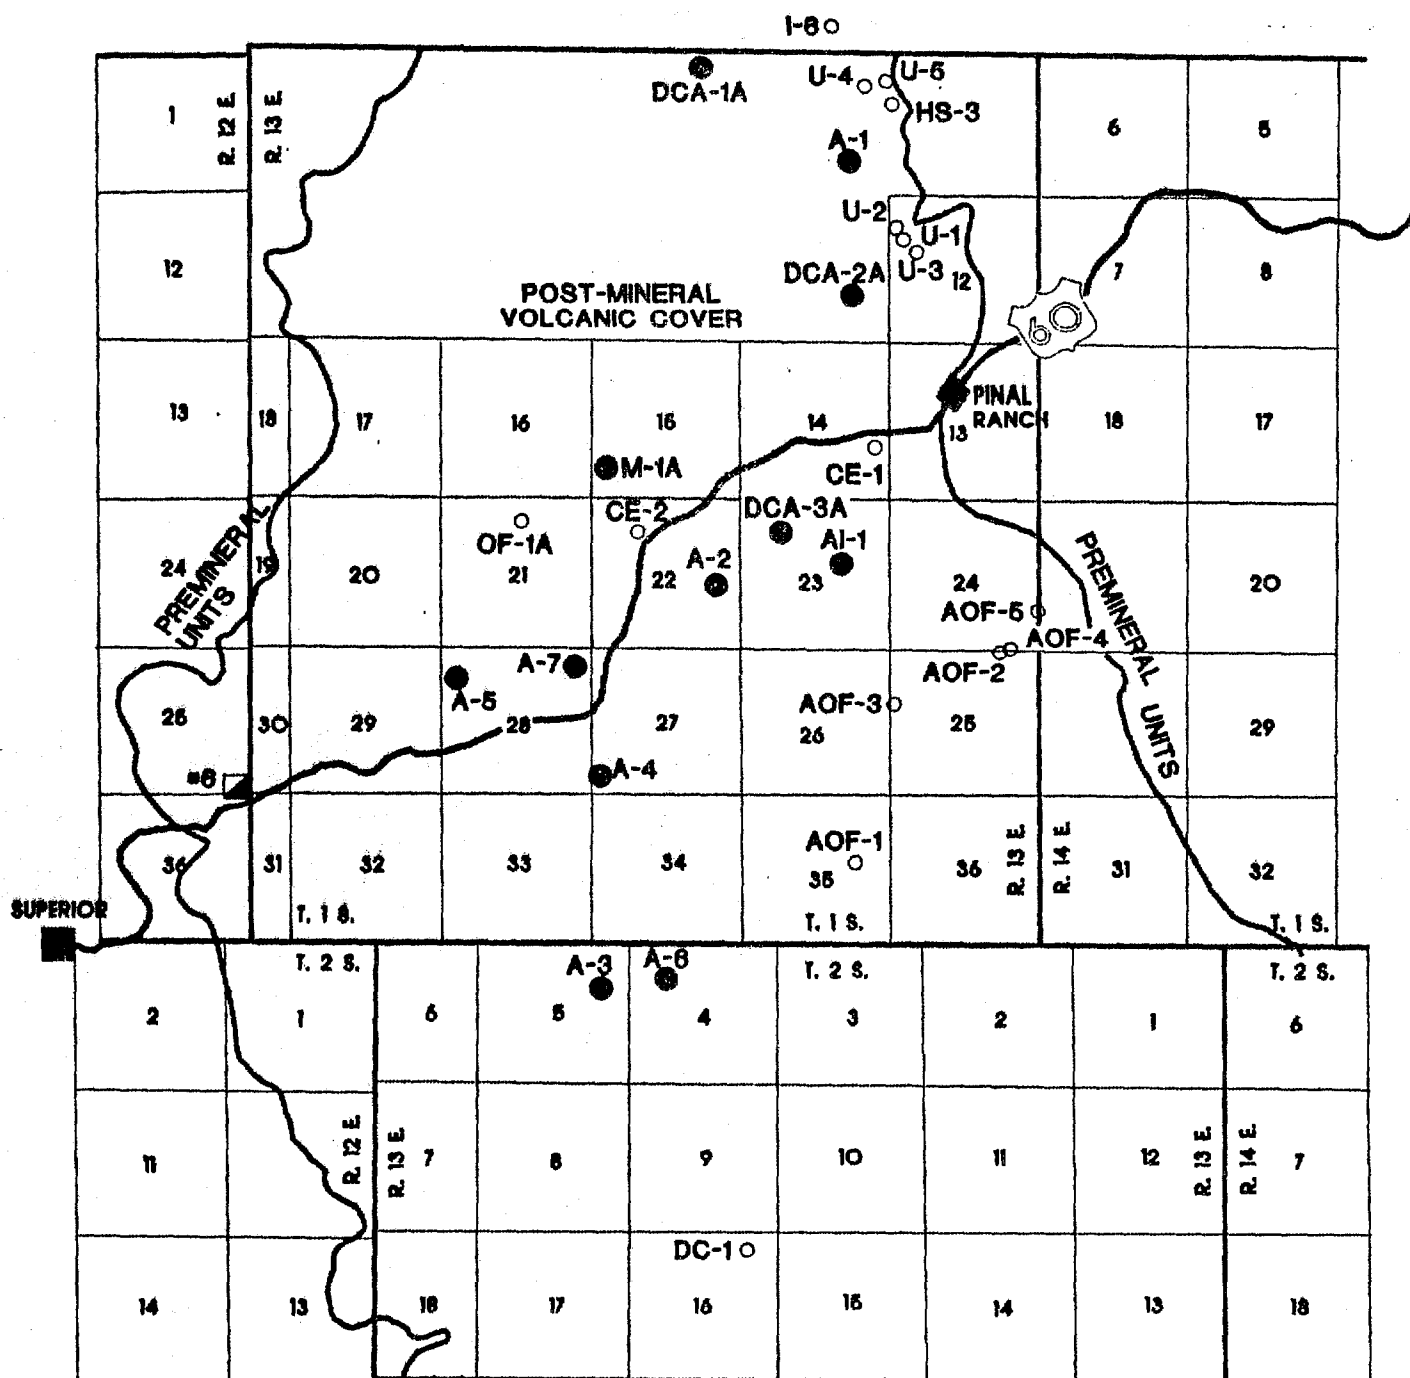 I-6
DCA-1A
U-4
U-5
HS-3
1
R. 12 E.
R. 13 E.
A-1
6
5
U-2
U-1
12
DCA-2A
U-3
12
7
8
POST-MINERAL
VOLCANIC COVER
13
18
17
16
15
14
PINAL
RANCH
13
18
17
M-1A
CE-1
CE-2
DCA-3A
OF-1A
A-2
AI-1
PREMINERAL
UNITS
24
19
20
21
22
23
24
PREMINERAL UNITS
20
AOF-5
AOF-4
A-7
AOF-2
A-5
AOF-3
25
30
29
28
27
26
25
29
#6
A-4
AOF-1
36
31
32
33
34
35
36
R. 13 E.
R. 14 E.
31
32
SUPERIOR
T. 1 S.
T. 1 S.
T. 1 S.
T. 2 S.
A-3
A-6
T. 2 S.
T. 2 S.
2
1
6
5
4
3
2
1
6
11
R. 12 E.
R. 13 E.
7
8
9
10
11
12
R. 13 E.
R. 14 E.
7
DC-1
14
13
18
17
16
15
14
13
18